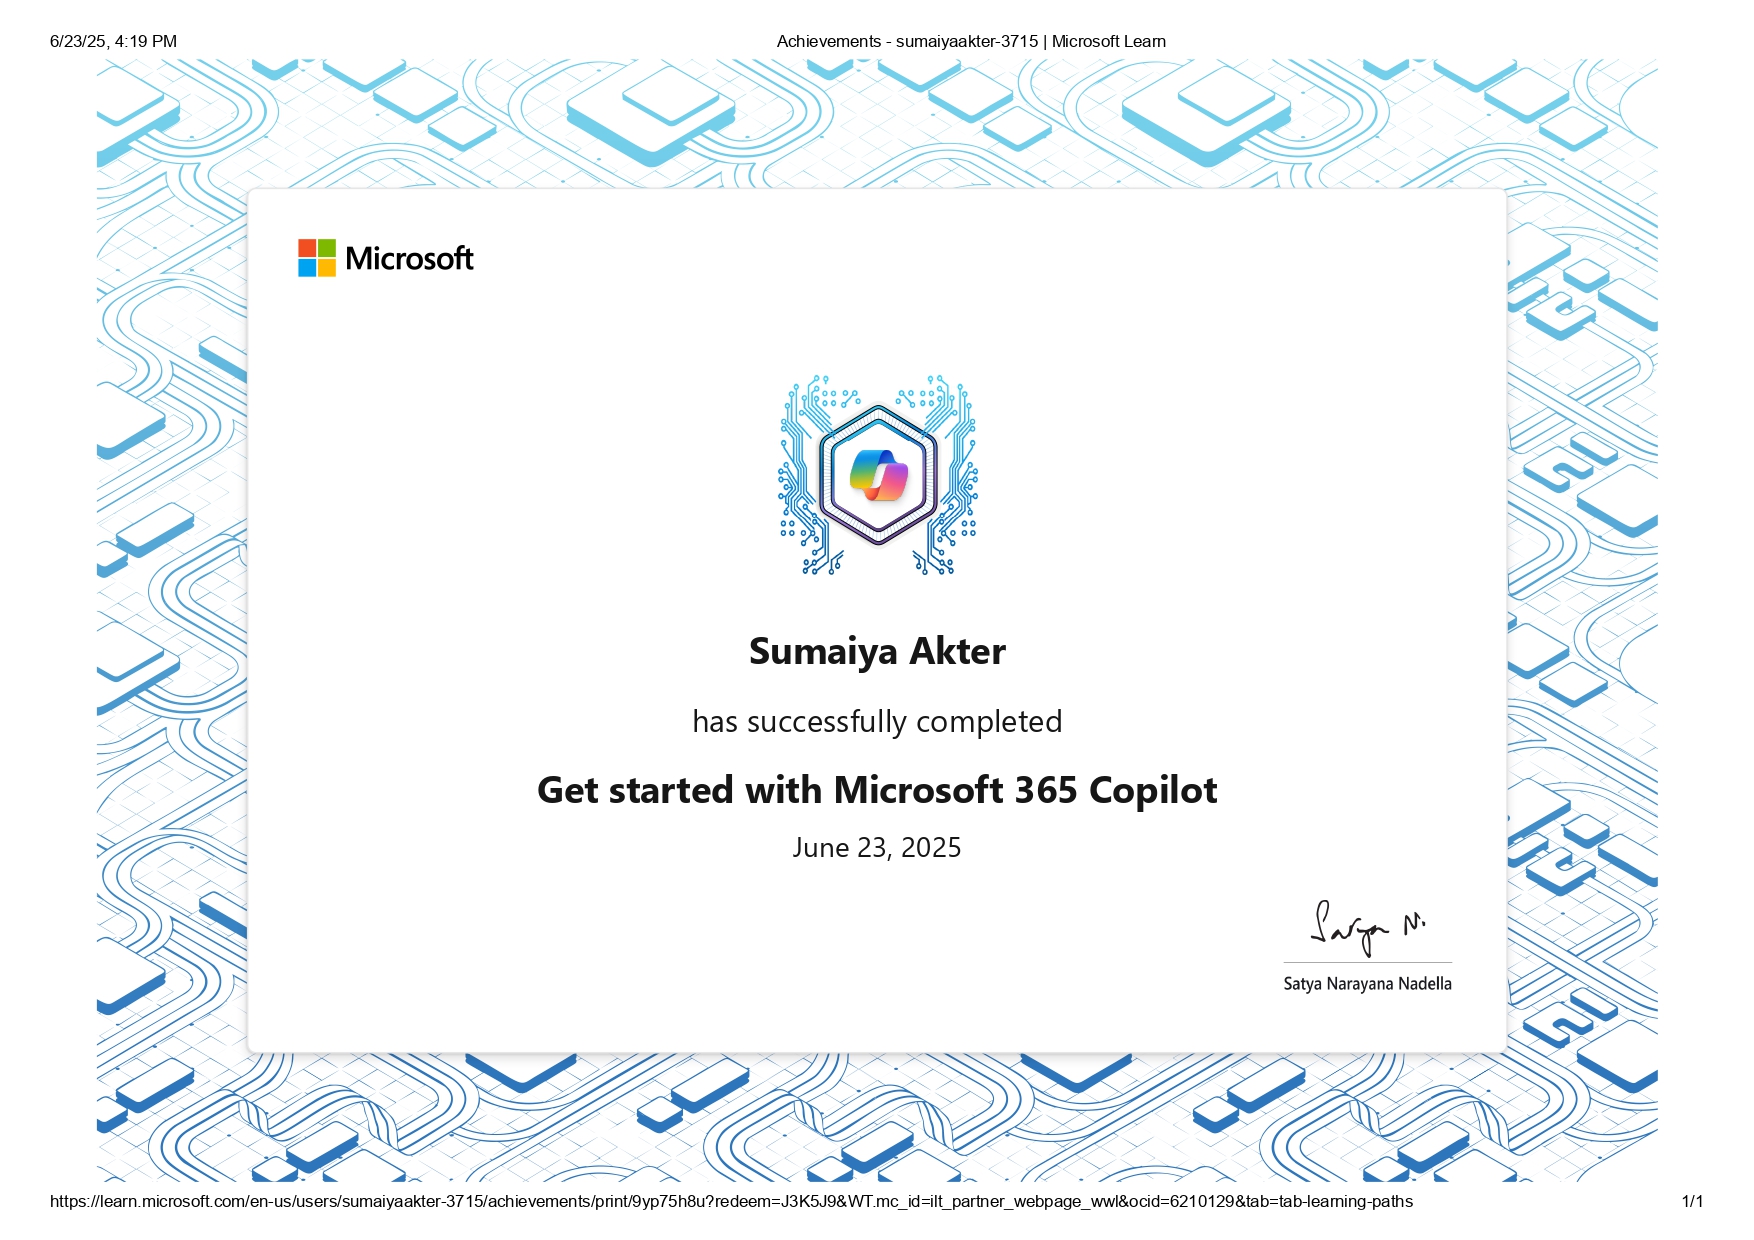 6/23/25, 4:19 PM
Achievements - sumaiyaakter-3715 | Microsoft Learn
Microsoft
Sumaiya Akter
has successfully completed
Get started with Microsoft 365 Copilot
June 23, 2025
Satya N.
Satya Narayana Nadella
https://learn.microsoft.com/en-us/users/sumaiyaakter-3715/achievements/print/9yp75h8u?redeem=J3K5J9&WT.mc_id=ilt_partner_webpage_wwl&ocid=6210129&tab=tab-learning-paths
1/1